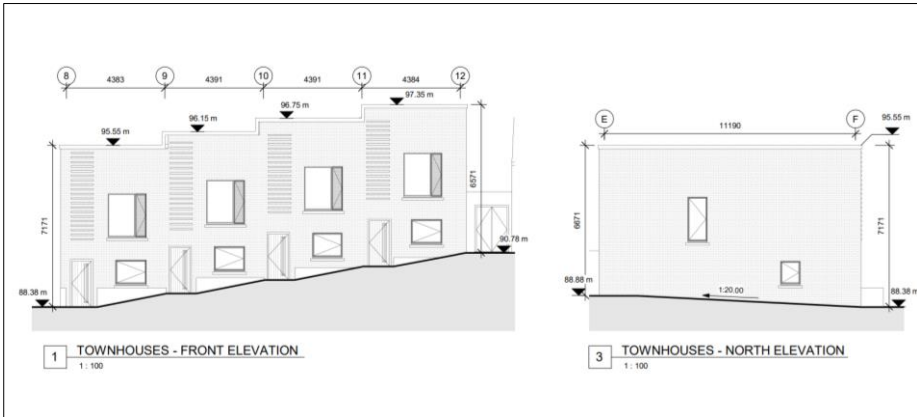 8 9 10 11 12
4383 4391 4391 4384
97.35 m
96.75 m
96.15 m
95.55 m
7171
6571
90.78 m
88.38 m
1 TOWNHOUSES - FRONT ELEVATION
1 : 100
E F
11190
95.55 m
6671
7171
88.88 m
1:20.00
88.38 m
3 TOWNHOUSES - NORTH ELEVATION
1 : 100